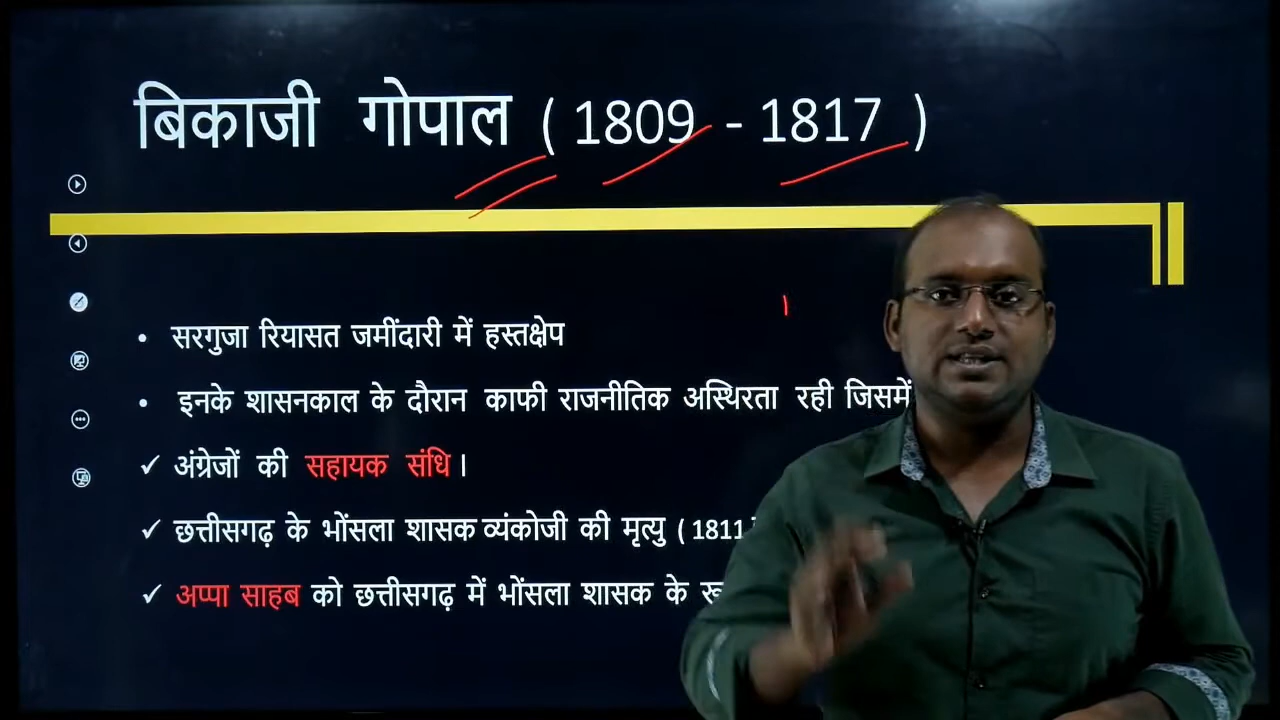 बिकाजी गोपाल ( 1809 - 1817 )
• सरगुजा रियासत जमींदारी में हस्तक्षेप
• इनके शासनकाल के दौरान काफी राजनीतिक अस्थिरता रही जिसमें
✓ अंग्रेजों की सहायक संधि ।
✓ छत्तीसगढ़ के भोंसला शासक व्यंकोजी की मृत्यु ( 1811
✓ अप्पा साहब को छत्तीसगढ़ में भोंसला शासक के